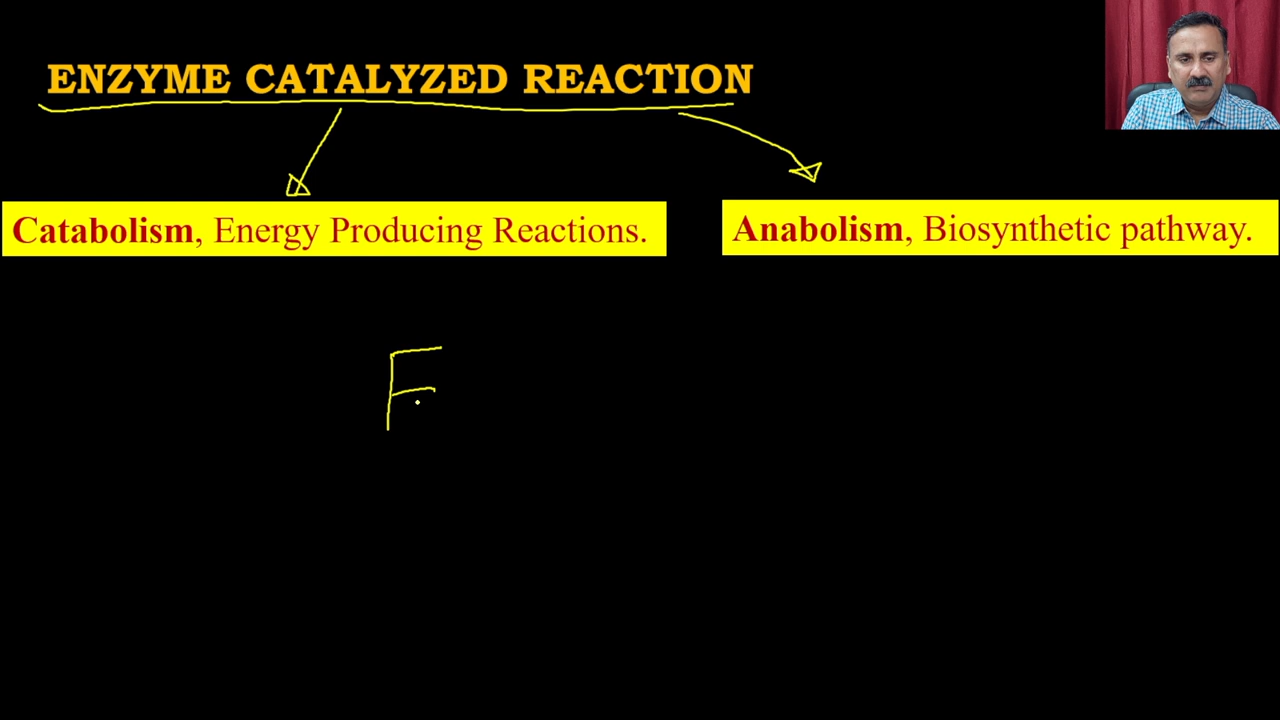 ENZYME CATALYZED REACTION
Catabolism, Energy Producing Reactions.
Anabolism, Biosynthetic pathway.
F